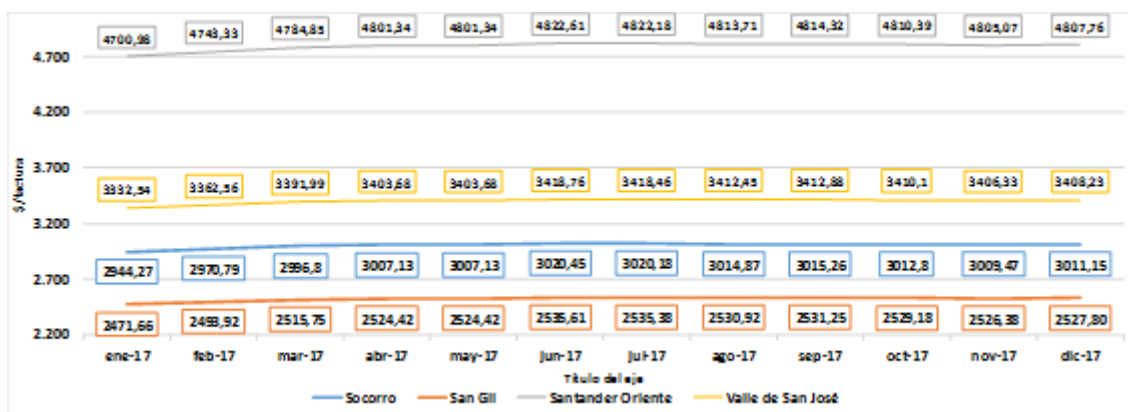 4700,98 4743,33 4784,85 4801,34 4801,34 4822,61 4822,18 4813,71 4814,32 4810,39 4805,07 4807,76
4.700
4.200
3.700
$/factura
3332,54 3362,56 3391,99 3403,68 3403,68 3418,76 3418,46 3412,45 3412,88 3410,1 3406,33 3408,23
3.200
2944,27 2970,79 2996,8 3007,13 3007,13 3020,45 3020,18 3014,87 3015,26 3012,8 3009,47 3011,15
2.700
2471,66 2493,92 2515,75 2524,42 2524,42 2535,61 2535,38 2530,92 2531,25 2529,18 2526,38 2527,80
2.200
ene-17 feb-17 mar-17 abr-17 may-17 jun-17 jul-17 ago-17 sep-17 oct-17 nov-17 dic-17
Título del eje
Socorro San Gil Santander Oriente Valle de San José